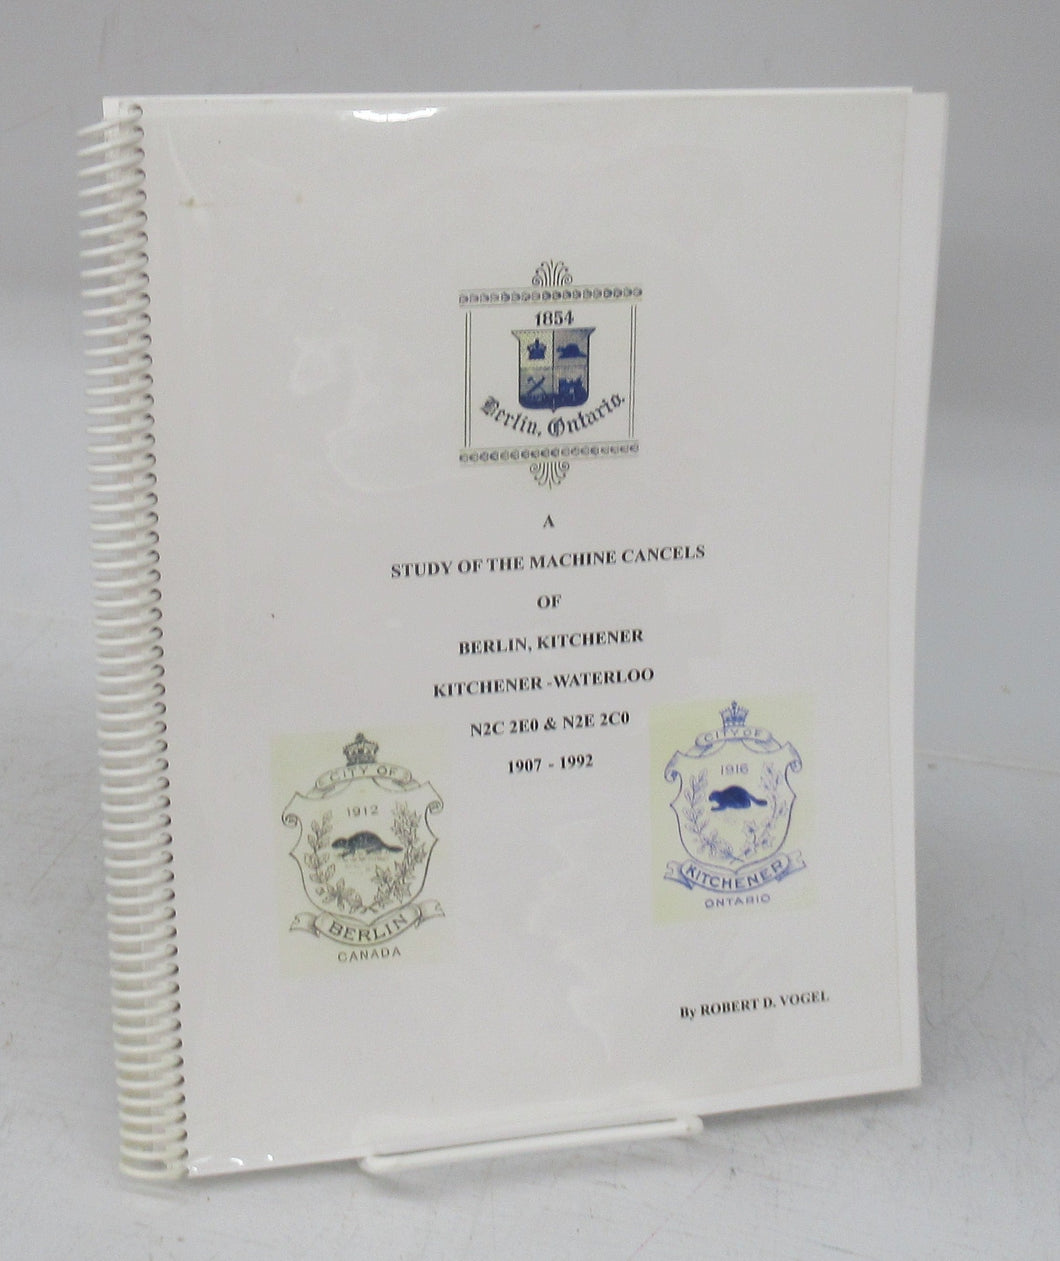 1854
Berlin, Ontario.
A
STUDY OF THE MACHINE CANCELS
OF
BERLIN, KITCHENER
KITCHENER -WATERLOO
N2C 2E0 & N2E 2C0
1907 - 1992
CITY OF
1912
BERLIN
CANADA
CITY OF
1916
KITCHENER
ONTARIO
By ROBERT D. VOGEL